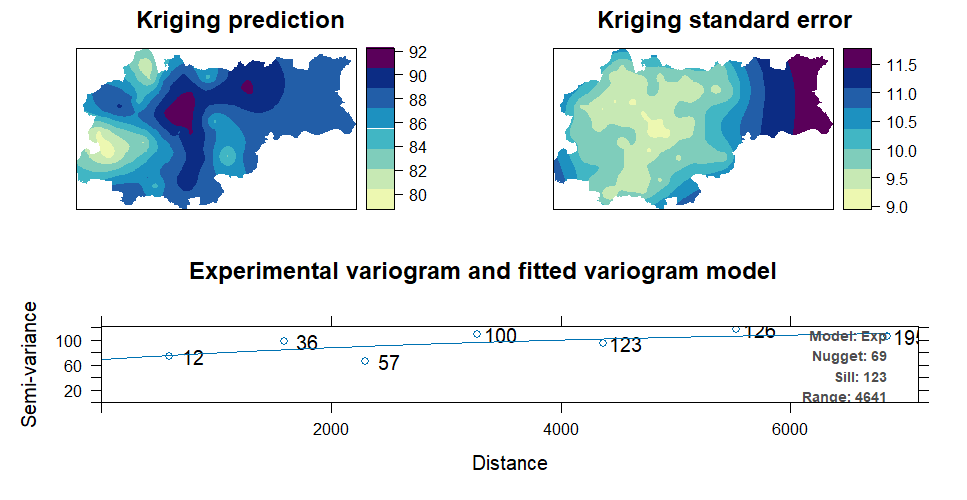 Kriging prediction
92
90
88
86
84
82
80
Kriging standard error
11.5
11.0
10.5
10.0
9.5
9.0
Experimental variogram and fitted variogram model
Semi-variance
100
60
20
12
36
57
100
123
126
195
Model: Exp
Nugget: 69
Sill: 123
Range: 4641
2000
4000
6000
Distance